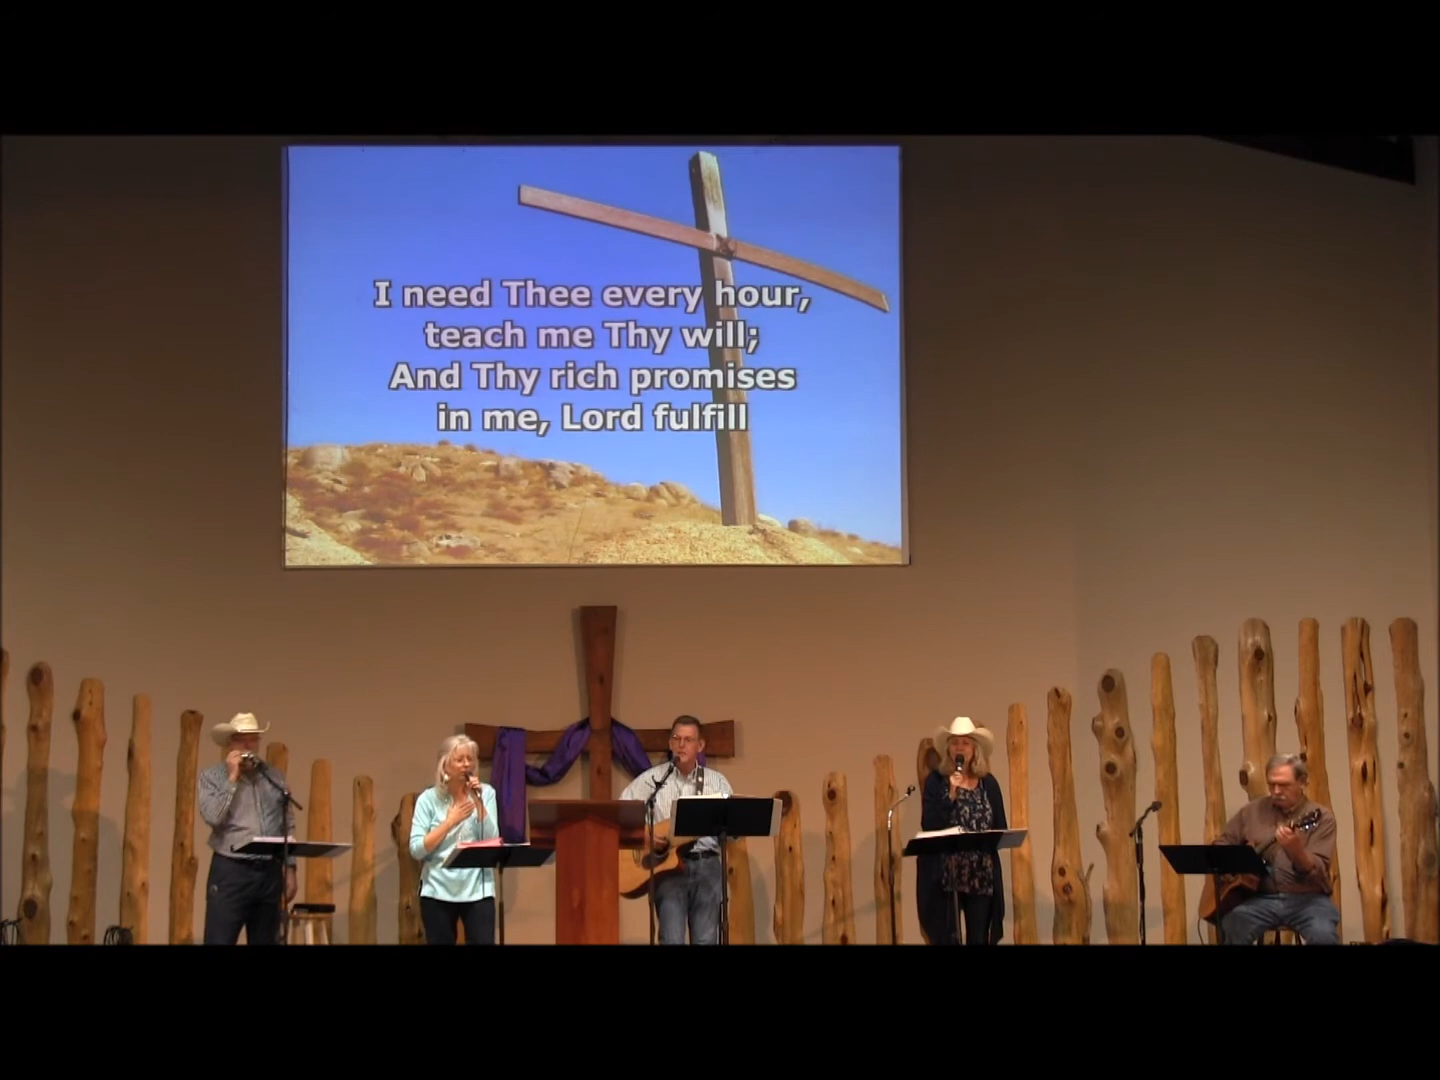 I need Thee every hour,
teach me Thy will;
And Thy rich promises
in me, Lord fulfill